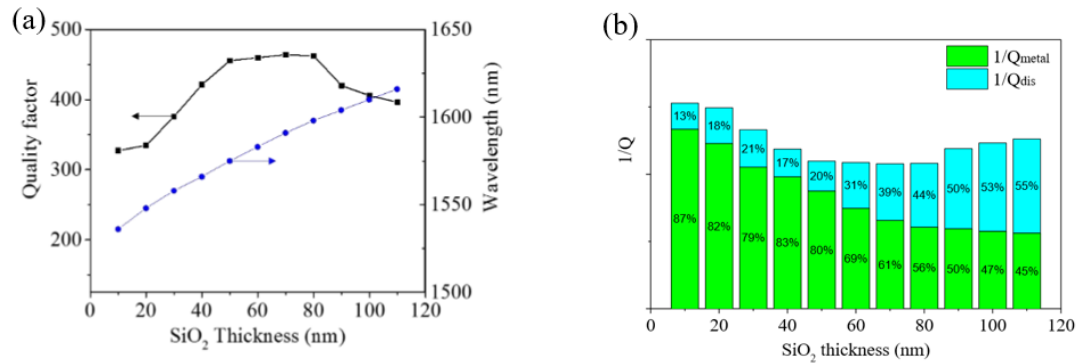 (a)
500
400
300
200
Quality factor
1650
1600
1550
1500
Wavelength (nm)
0 20 40 60 80 100 120
SiO2 Thickness (nm)
(b)
1/Qmetal
1/Qdis
1/Q
13% 18% 21% 17% 20% 31% 39% 44% 50% 53% 55%
87% 82% 79% 83% 80% 69% 61% 56% 50% 47% 45%
0 20 40 60 80 100 120
SiO2 thickness (nm)